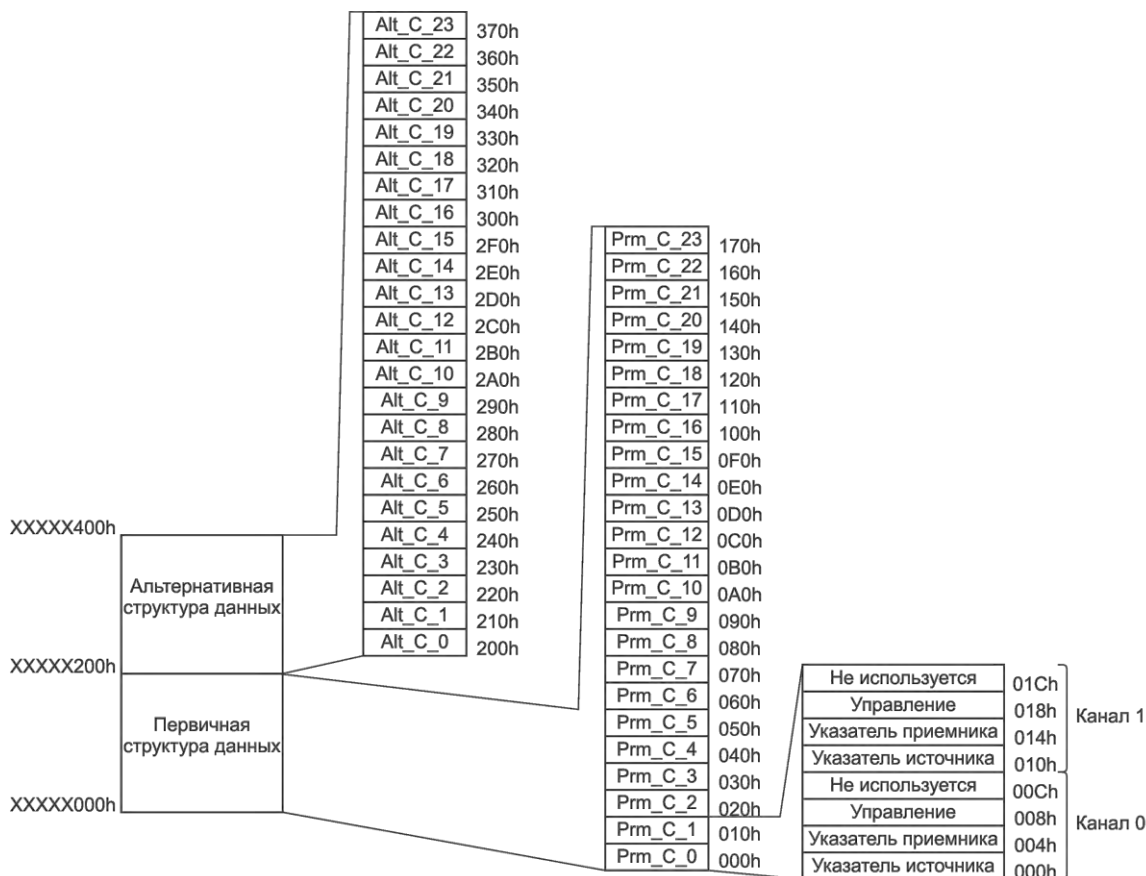 Alt_C_23 370h
Alt_C_22 360h
Alt_C_21 350h
Alt_C_20 340h
Alt_C_19 330h
Alt_C_18 320h
Alt_C_17 310h
Alt_C_16 300h
Alt_C_15 2F0h
Alt_C_14 2E0h
Alt_C_13 2D0h
Alt_C_12 2C0h
Alt_C_11 2B0h
Alt_C_10 2A0h
Alt_C_9 290h
Alt_C_8 280h
Alt_C_7 270h
Alt_C_6 260h
Alt_C_5 250h
Alt_C_4 240h
Alt_C_3 230h
Alt_C_2 220h
Alt_C_1 210h
Alt_C_0 200h
XXXXX400h
Альтернативная
структура данных
XXXXX200h
Первичная
структура данных
XXXXX000h
Prm_C_23 170h
Prm_C_22 160h
Prm_C_21 150h
Prm_C_20 140h
Prm_C_19 130h
Prm_C_18 120h
Prm_C_17 110h
Prm_C_16 100h
Prm_C_15 0F0h
Prm_C_14 0E0h
Prm_C_13 0D0h
Prm_C_12 0C0h
Prm_C_11 0B0h
Prm_C_10 0A0h
Prm_C_9 090h
Prm_C_8 080h
Prm_C_7 070h
Prm_C_6 060h
Prm_C_5 050h
Prm_C_4 040h
Prm_C_3 030h
Prm_C_2 020h
Prm_C_1 010h
Prm_C_0 000h
Не используется 01Ch
Управление 018h
Указатель приемника 014h
Указатель источника 010h
Канал 1
Не используется 00Ch
Управление 008h
Указатель приемника 004h
Указатель источника 000h
Канал 0